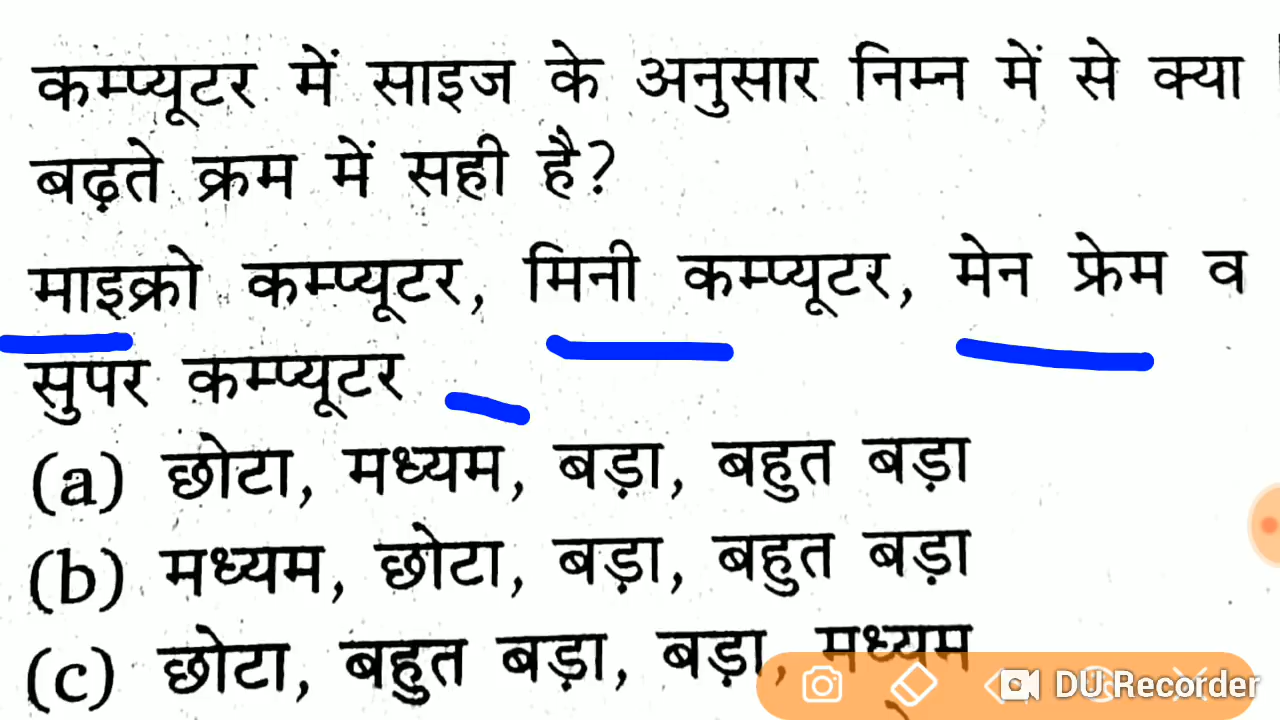 कम्प्यूटर में साइज के अनुसार निम्न में से क्या
बढ़ते क्रम में सही है?
माइक्रो कम्प्यूटर, मिनी कम्प्यूटर, मेन फ्रेम व
सुपर कम्प्यूटर
(a) छोटा, मध्यम, बड़ा, बहुत बड़ा
(b) मध्यम, छोटा, बड़ा, बहुत बड़ा
(c) छोटा, बहुत बड़ा, बड़ा, मध्यम
DU Recorder